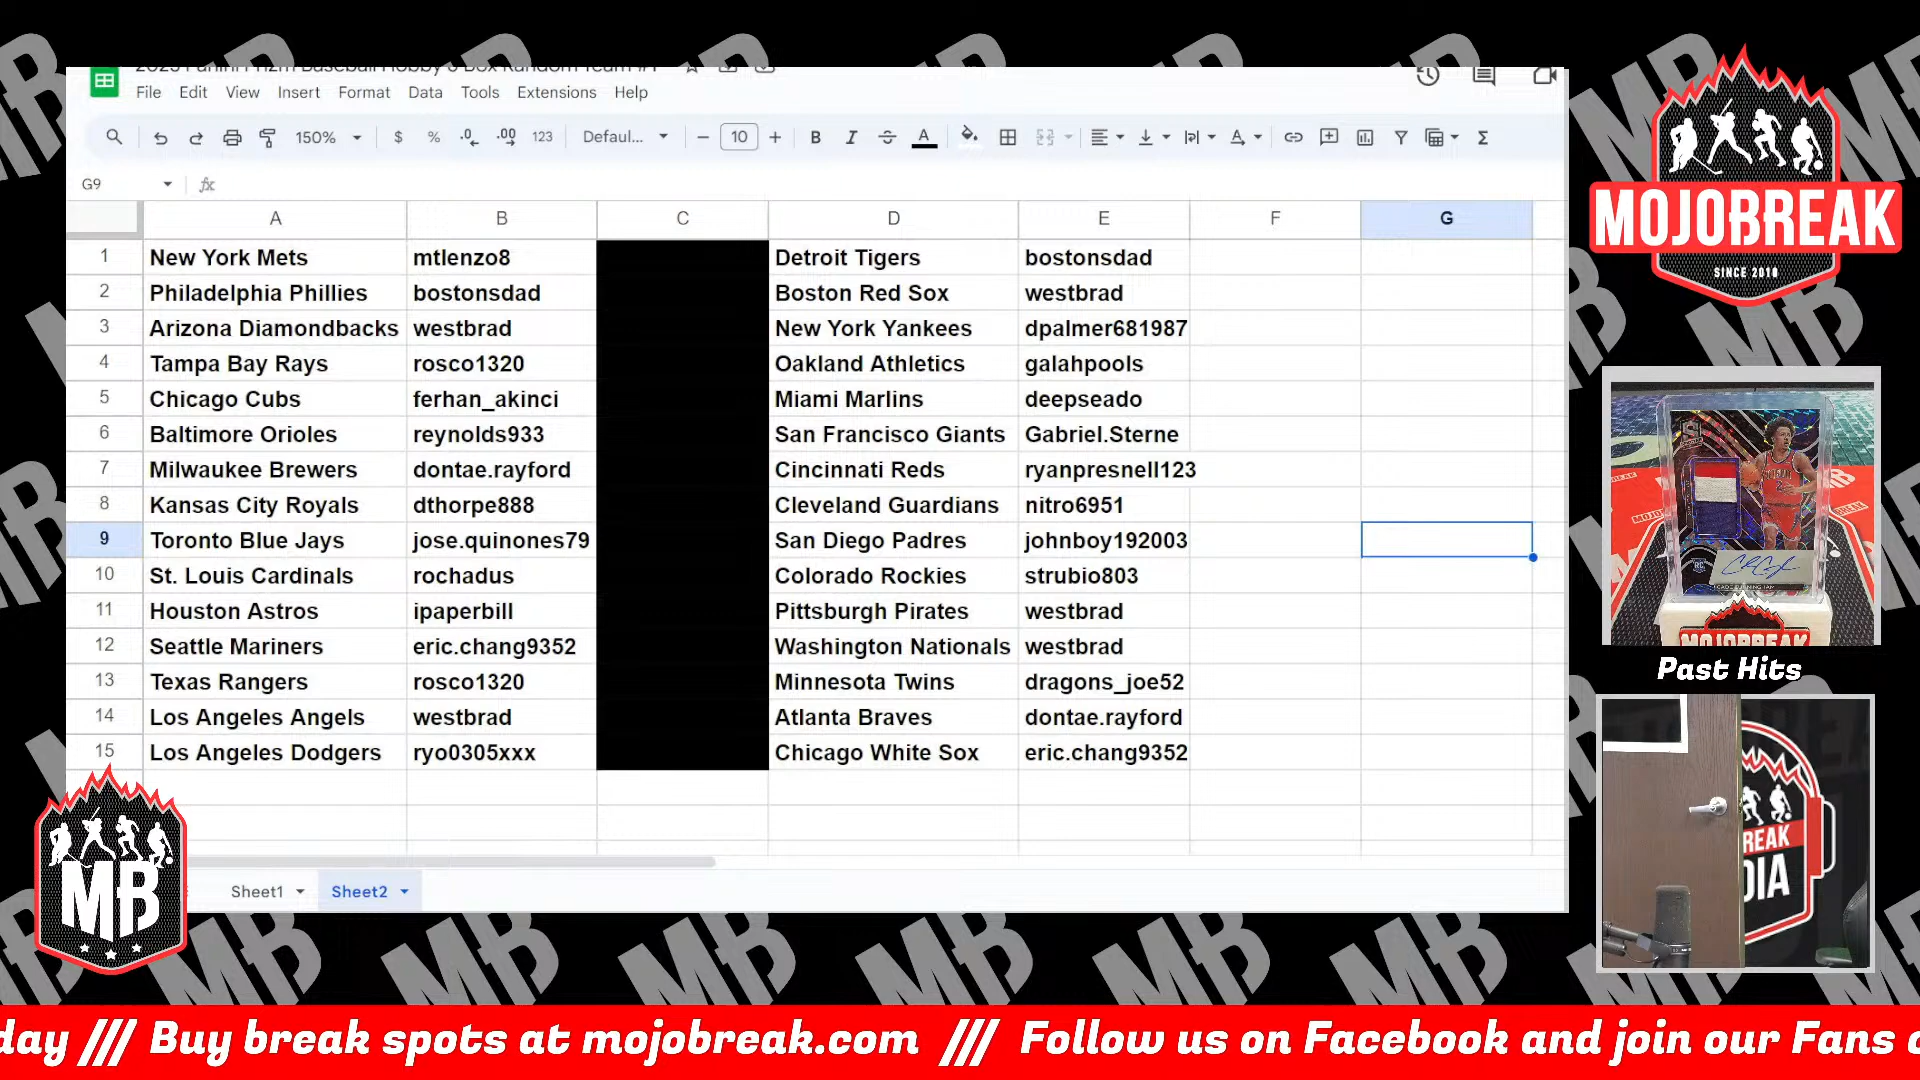 File Edit View Insert Format Data Tools Extensions Help
150% $ % .0 .00 123 Defaul... 10 B I A
G9 fx
A B C D E F G
1 New York Mets mtlenzo8 Detroit Tigers bostonsdad
2 Philadelphia Phillies bostonsdad Boston Red Sox westbrad
3 Arizona Diamondbacks westbrad New York Yankees dpalmer681987
4 Tampa Bay Rays rosco1320 Oakland Athletics galahpools
5 Chicago Cubs ferhan_akinci Miami Marlins deepseado
6 Baltimore Orioles reynolds933 San Francisco Giants Gabriel.Sterne
7 Milwaukee Brewers dontae.rayford Cincinnati Reds ryanpresnell123
8 Kansas City Royals dthorpe888 Cleveland Guardians nitro6951
9 Toronto Blue Jays jose.quinones79 San Diego Padres johnboy192003
10 St. Louis Cardinals rochadus Colorado Rockies strubio803
11 Houston Astros ipaperbill Pittsburgh Pirates westbrad
12 Seattle Mariners eric.chang9352 Washington Nationals westbrad
13 Texas Rangers rosco1320 Minnesota Twins dragons_joe52
14 Los Angeles Angels westbrad Atlanta Braves dontae.rayford
15 Los Angeles Dodgers ryo0305xxx Chicago White Sox eric.chang9352
Sheet1 Sheet2
MB
MOJOBREAK
SINCE 2010
MOJOBREAK
Past Hits
REAK
DIA
day /// Buy break spots at mojobreak.com /// Follow us on Facebook and join our Fans